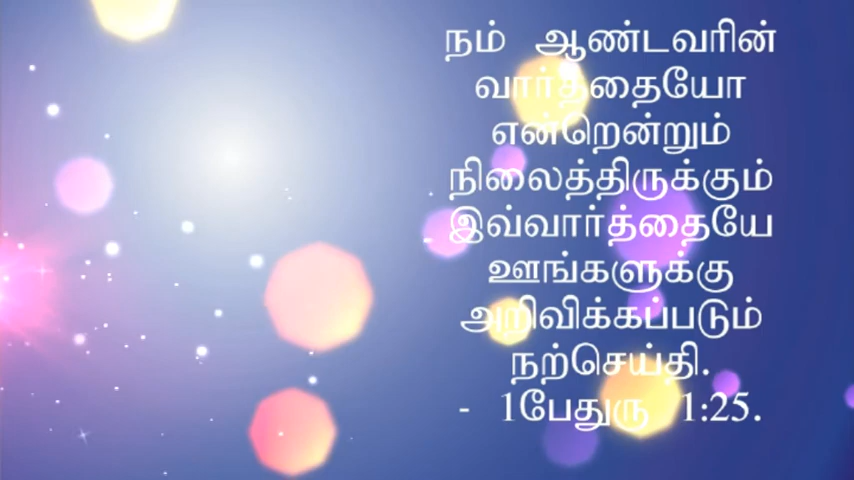 நம் ஆண்டவரின்
வார்த்தையோ
என்றென்றும்
நிலைத்திருக்கும்
இவ்வார்த்தையே
ஊங்களுக்கு
அறிவிக்கப்படும்
நற்செய்தி.
- 1பேதுரு 1:25.